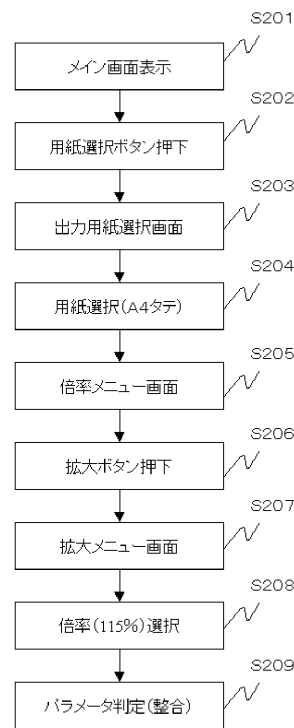 S201
メイン画面表示
S202
用紙選択ボタン押下
S203
出力用紙選択画面
S204
用紙選択(A4タテ)
S205
倍率メニュー画面
S206
拡大ボタン押下
S207
拡大メニュー画面
S208
倍率(115%)選択
S209
パラメータ判定(整合)